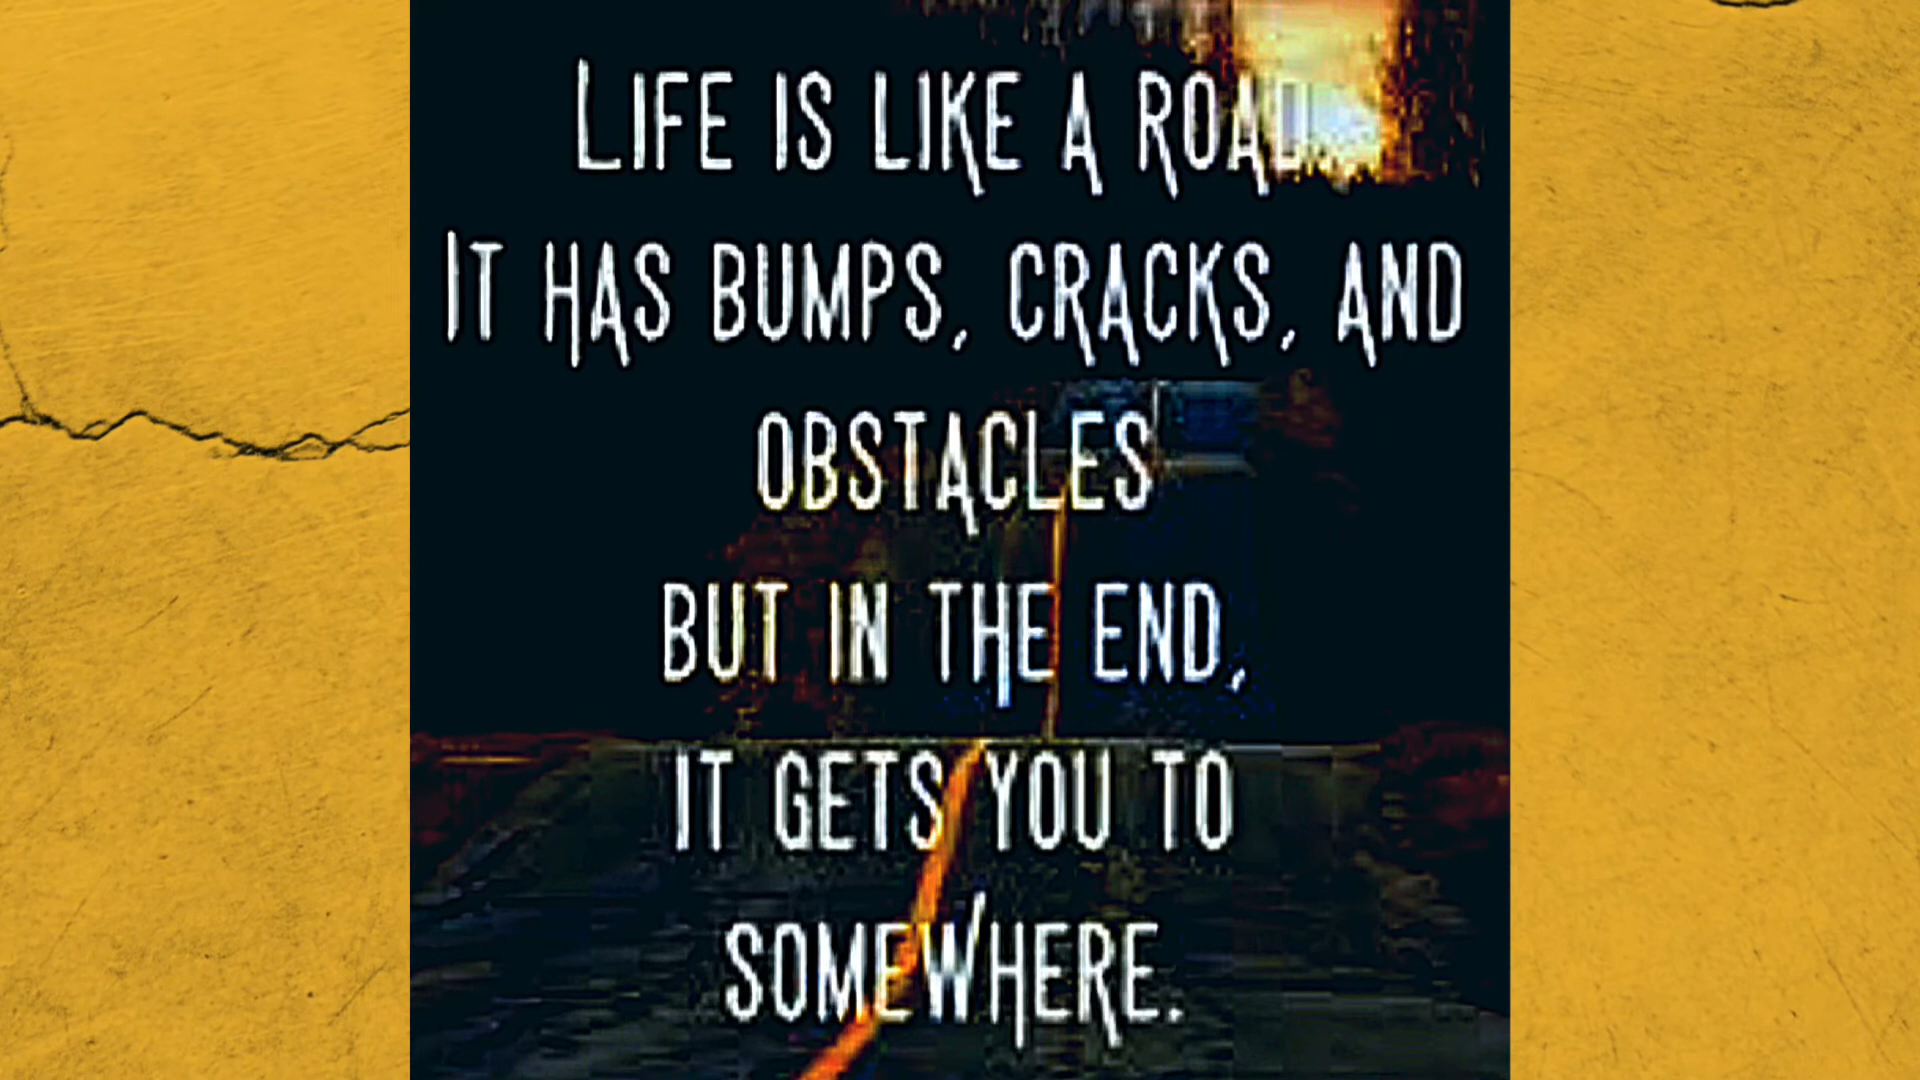 Life is like a road.
It has bumps, cracks, and
obstacles
but in the end,
it gets you to
somewhere.